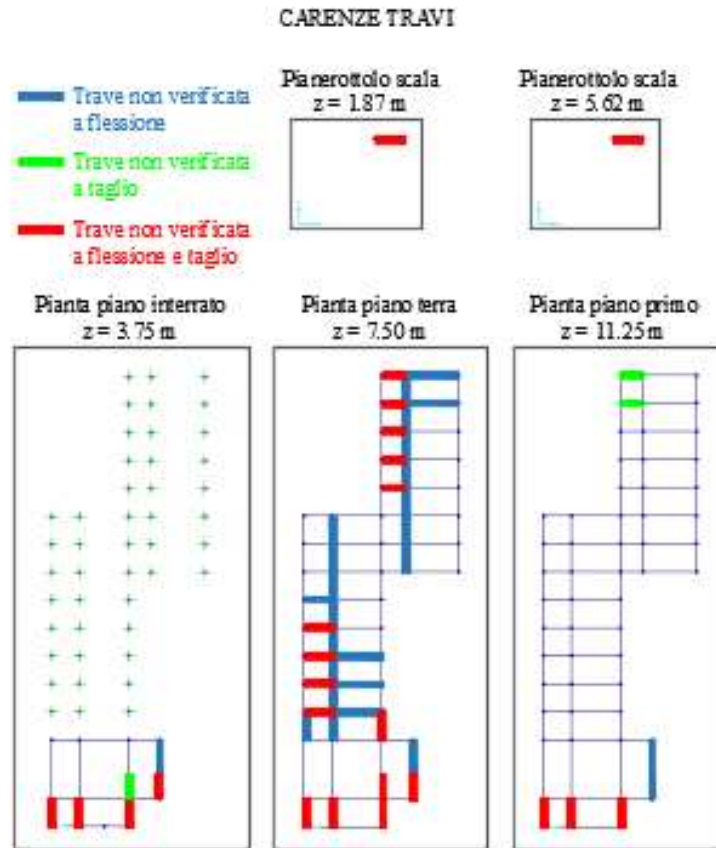 CARENZE TRAVI
Trave non verificata
a flessione
Trave non verificata
a taglio
Trave non verificata
a flessione e taglio
Pianerottolo scala
z = 1.87 m
Pianerottolo scala
z = 5.62 m
Pianta piano interrato
z = 3.75 m
Pianta piano terra
z = 7.50 m
Pianta piano primo
z = 11.25 m